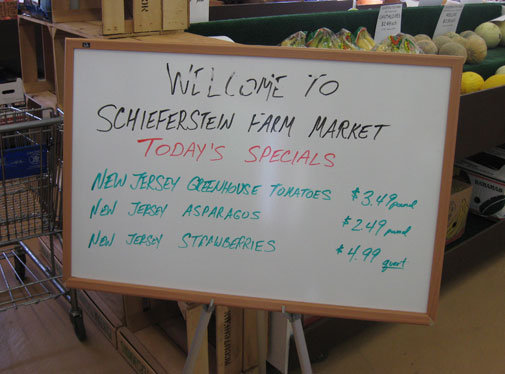 WELCOME TO
SCHIEFERSTEIN FARM MARKET
TODAY'S SPECIALS
NEW JERSEY GREENHOUSE TOMATOES $3.49 pound
NEW JERSEY ASPARAGUS $2.49 pound
NEW JERSEY STRAWBERRIES $4.99 quart